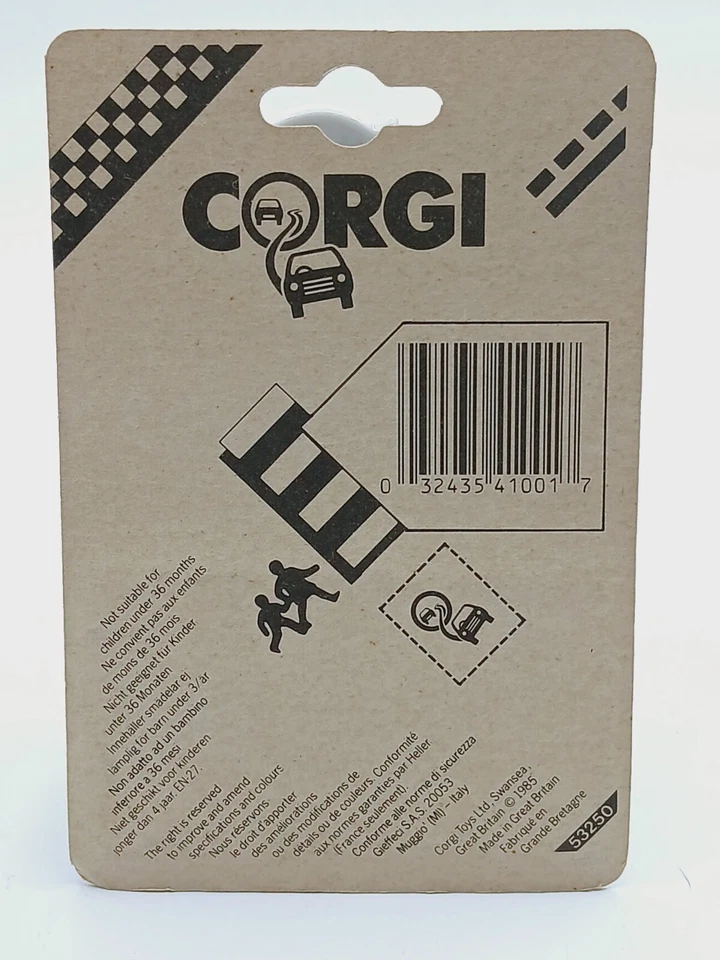 CORGI
0 32435 41001 7
Not suitable for
children under 36 months
Ne convient pas aux enfants
de moins de 36 mois
Nicht geeignet für Kinder
unter 36 Monaten
Innehåller smådelar ej
lämplig for barn under 3/år
Non adatto ad un bambino
inferiore a 36 mesi
Niet geschikt voor kinderen
jonger dan 4 jaar. EN-27.
The right is reserved
to improve and amend
specifications and colours
Nous réservons
le droit d'apporter
des améliorations
ou des modifications de
détails ou de couleurs. Conformité
aux normes garanties par Heller
(France seulement).
Conforme alle norme di sicurezza
Gieffeci S.A.S. 20053
Muggio (MI) – Italy
Corgi Toys Ltd., Swansea,
Great Britain © 1985
Made in Great Britain
Fabriqué en
Grande Bretagne
53250